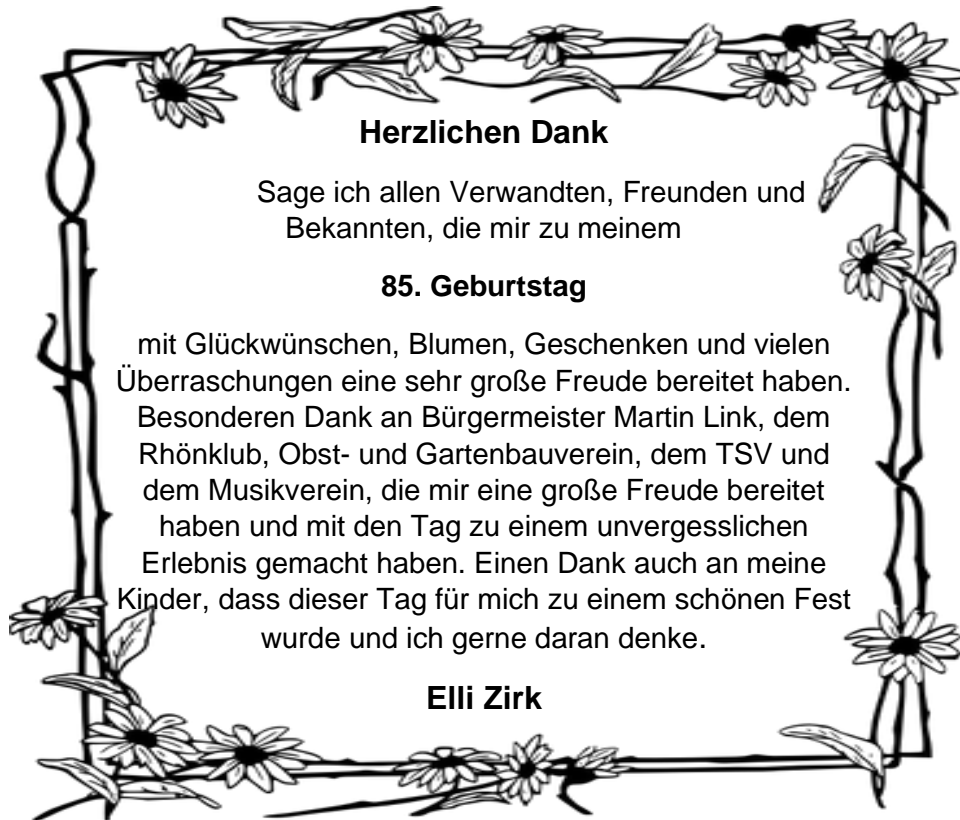 Herzlichen Dank
Sage ich allen Verwandten, Freunden und
Bekannten, die mir zu meinem
85. Geburtstag
mit Glückwünschen, Blumen, Geschenken und vielen
Überraschungen eine sehr große Freude bereitet haben.
Besonderen Dank an Bürgermeister Martin Link, dem
Rhönklub, Obst- und Gartenbauverein, dem TSV und
dem Musikverein, die mir eine große Freude bereitet
haben und mit den Tag zu einem unvergesslichen
Erlebnis gemacht haben. Einen Dank auch an meine
Kinder, dass dieser Tag für mich zu einem schönen Fest
wurde und ich gerne daran denke.
Elli Zirk